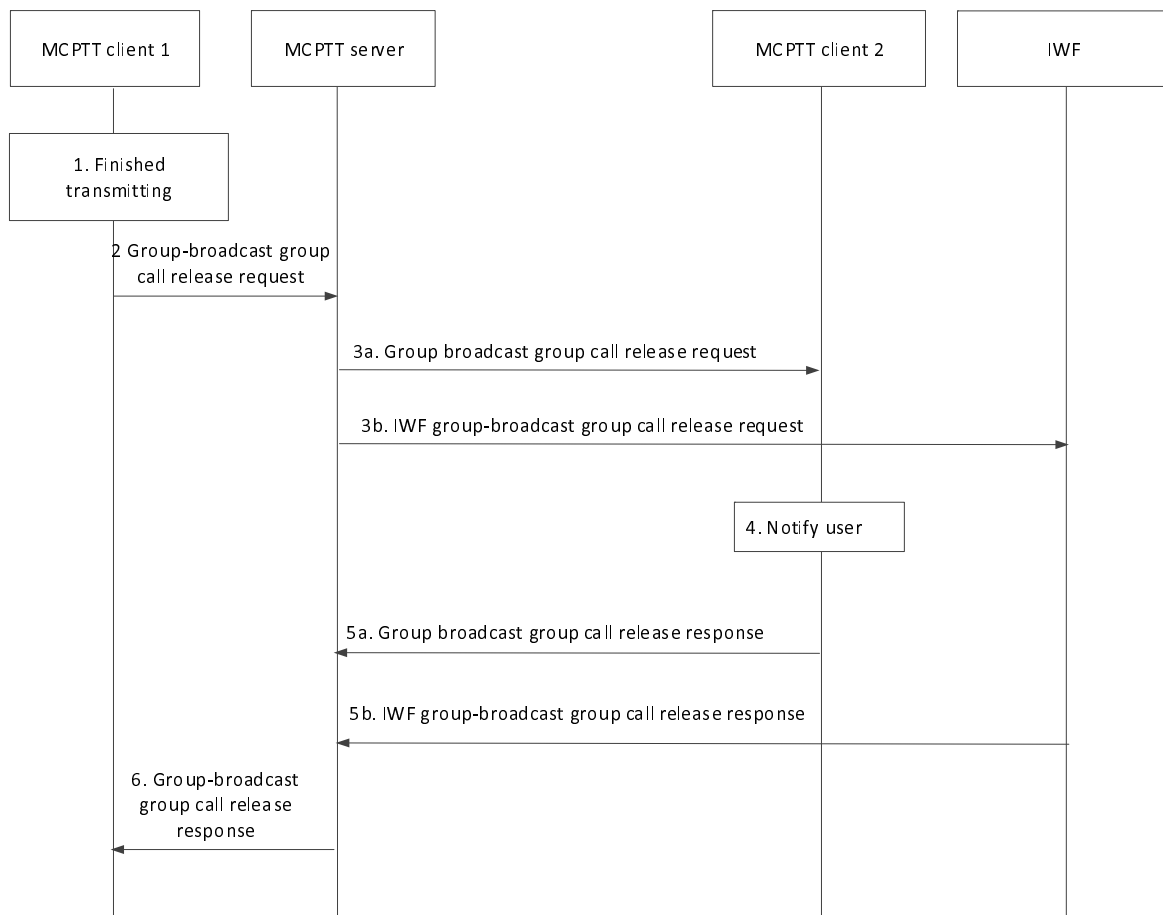 MCPTT client 1
MCPTT server
MCPTT client 2
IWF
1. Finished
transmitting
2 Group-broadcast group
call release request
3a. Group broadcast group call release request
3b. IWF group-broadcast group call release request
4. Notify user
5a. Group broadcast group call release response
5b. IWF group-broadcast group call release response
6. Group-broadcast
group call release
response